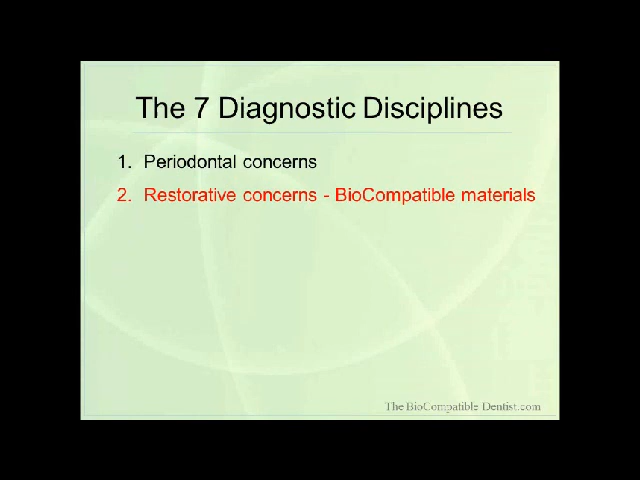 The 7 Diagnostic Disciplines
1. Periodontal concerns
2. Restorative concerns - BioCompatible materials
The BioCompatible Dentist.com